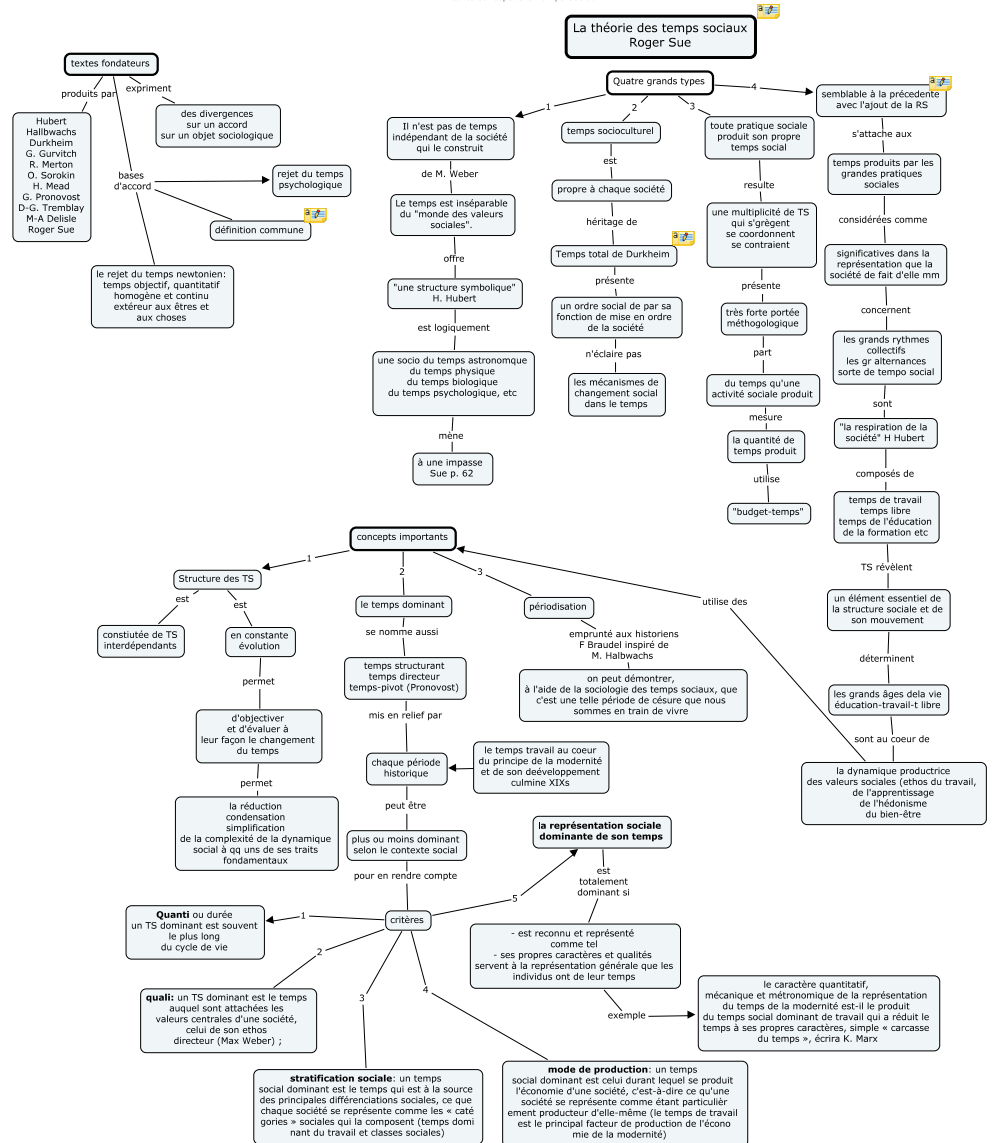 La théorie des temps sociaux
Roger Sue
textes fondateurs
produits par
expriment
Hubert
Hallbwachs
Durkheim
G. Gurvitch
R. Merton
O. Sorokin
H. Mead
G. Pronovost
D-G. Tremblay
M-A Delisle
Roger Sue
des divergences
sur un accord
sur un objet sociologique
bases
d'accord
rejet du temps
psychologique
définition commune
le rejet du temps newtonien:
temps objectif, quantitatif
homogène et continu
extéreur aux êtres et
aux choses
Quatre grands types
1
2
3
4
Il n'est pas de temps
indépendant de la société
qui le construit
de M. Weber
Le temps est inséparable
du "monde des valeurs
sociales".
offre
"une structure symbolique"
H. Hubert
est logiquement
une socio du temps astronomque
du temps physique
du temps biologique
du temps psychologique, etc
mène
à une impasse
Sue p. 62
temps socioculturel
est
propre à chaque société
héritage de
Temps total de Durkheim
présente
un ordre social de par sa
fonction de mise en ordre
de la société
n'éclaire pas
les mécanismes de
changement social
dans le temps
toute pratique sociale
produit son propre
temps social
resulte
une multiplicité de TS
qui s'grègent
se coordonnent
se contraient
présente
très forte portée
méthogologique
part
du temps qu'une
activité sociale produit
mesure
la quantité de
temps produit
utilise
"budget-temps"
semblable à la précedente
avec l'ajout de la RS
s'attache aux
temps produits par les
grandes pratiques
sociales
considérées comme
significatives dans la
représentation que la
société de fait d'elle mm
concernent
les grands rythmes
collectifs
les gr alternances
sorte de tempo social
sont
"la respiration de la
société" H Hubert
composés de
temps de travail
temps libre
temps de l'éducation
de la formation etc
TS révèlent
un élément essentiel de
la structure sociale et de
son mouvement
déterminent
les grands âges dela vie
éducation-travail-t libre
sont au coeur de
la dynamique productrice
des valeurs sociales (ethos du travail,
de l'apprentissage
de l'hédonisme
du bien-être
utilise des
concepts importants
1
2
3
Structure des TS
est
est
constiutée de TS
interdépendants
en constante
évolution
permet
d'objectiver
et d'évaluer à
leur façon le changement
du temps
permet
la réduction
condensation
simplification
de la complexité de la dynamique
social à qq uns de ses traits
fondamentaux
le temps dominant
se nomme aussi
temps structurant
temps directeur
temps-pivot (Pronovost)
mis en relief par
chaque période
historique
le temps travail au coeur
du principe de la modernité
et de son deéveloppement
culmine XIXs
peut être
plus ou moins dominant
selon le contexte social
pour en rendre compte
critères
périodisation
emprunté aux historiens
F Braudel inspiré de
M. Halbwachs
on peut démontrer,
à l'aide de la sociologie des temps sociaux, que
c'est une telle période de césure que nous
sommes en train de vivre
1
2
3
4
5
Quanti ou durée
un TS dominant est souvent
le plus long
du cycle de vie
quali: un TS dominant est le temps
auquel sont attachées les
valeurs centrales d'une société,
celui de son ethos
directeur (Max Weber) ;
stratification sociale: un temps
social dominant est le temps qui est à la source
des principales différenciations sociales, ce que
chaque société se représente comme les « caté
gories » sociales qui la composent (temps domi
nant du travail et classes sociales)
mode de production: un temps
social dominant est celui durant lequel se produit
l'économie d'une société, c'est-à-dire ce qu'une
société se représente comme étant particulièr
ement producteur d'elle-même (le temps de travail
est le principal facteur de production de l'écono
mie de la modernité)
la représentation sociale
dominante de son temps
est
totalement
dominant si
- est reconnu et représenté
comme tel
- ses propres caractères et qualités
servent à la représentation générale que les
individus ont de leur temps
exemple
le caractère quantitatif,
mécanique et métronomique de la représentation
du temps de la modernité est-il le produit
du temps social dominant de travail qui a réduit le
temps à ses propres caractères, simple « carcasse
du temps », écrira K. Marx